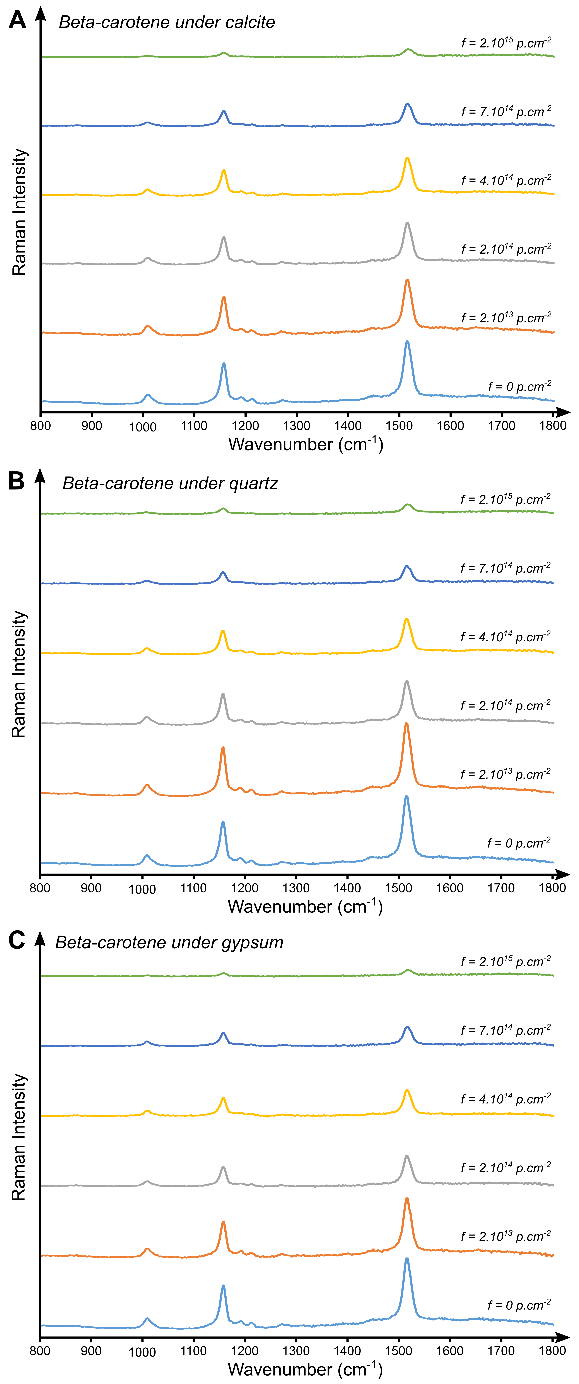 A Beta-carotene under calcite
f = 2.10¹⁵ p.cm⁻²
f = 7.10¹⁴ p.cm⁻²
f = 4.10¹⁴ p.cm⁻²
f = 2.10¹⁴ p.cm⁻²
f = 2.10¹³ p.cm⁻²
f = 0 p.cm⁻²
Raman Intensity
800 900 1000 1100 1200 1300 1400 1500 1600 1700 1800
Wavenumber (cm⁻¹)
B Beta-carotene under quartz
f = 2.10¹⁵ p.cm⁻²
f = 7.10¹⁴ p.cm⁻²
f = 4.10¹⁴ p.cm⁻²
f = 2.10¹⁴ p.cm⁻²
f = 2.10¹³ p.cm⁻²
f = 0 p.cm⁻²
Raman Intensity
800 900 1000 1100 1200 1300 1400 1500 1600 1700 1800
Wavenumber (cm⁻¹)
C Beta-carotene under gypsum
f = 2.10¹⁵ p.cm⁻²
f = 7.10¹⁴ p.cm⁻²
f = 4.10¹⁴ p.cm⁻²
f = 2.10¹⁴ p.cm⁻²
f = 2.10¹³ p.cm⁻²
f = 0 p.cm⁻²
Raman Intensity
800 900 1000 1100 1200 1300 1400 1500 1600 1700 1800
Wavenumber (cm⁻¹)